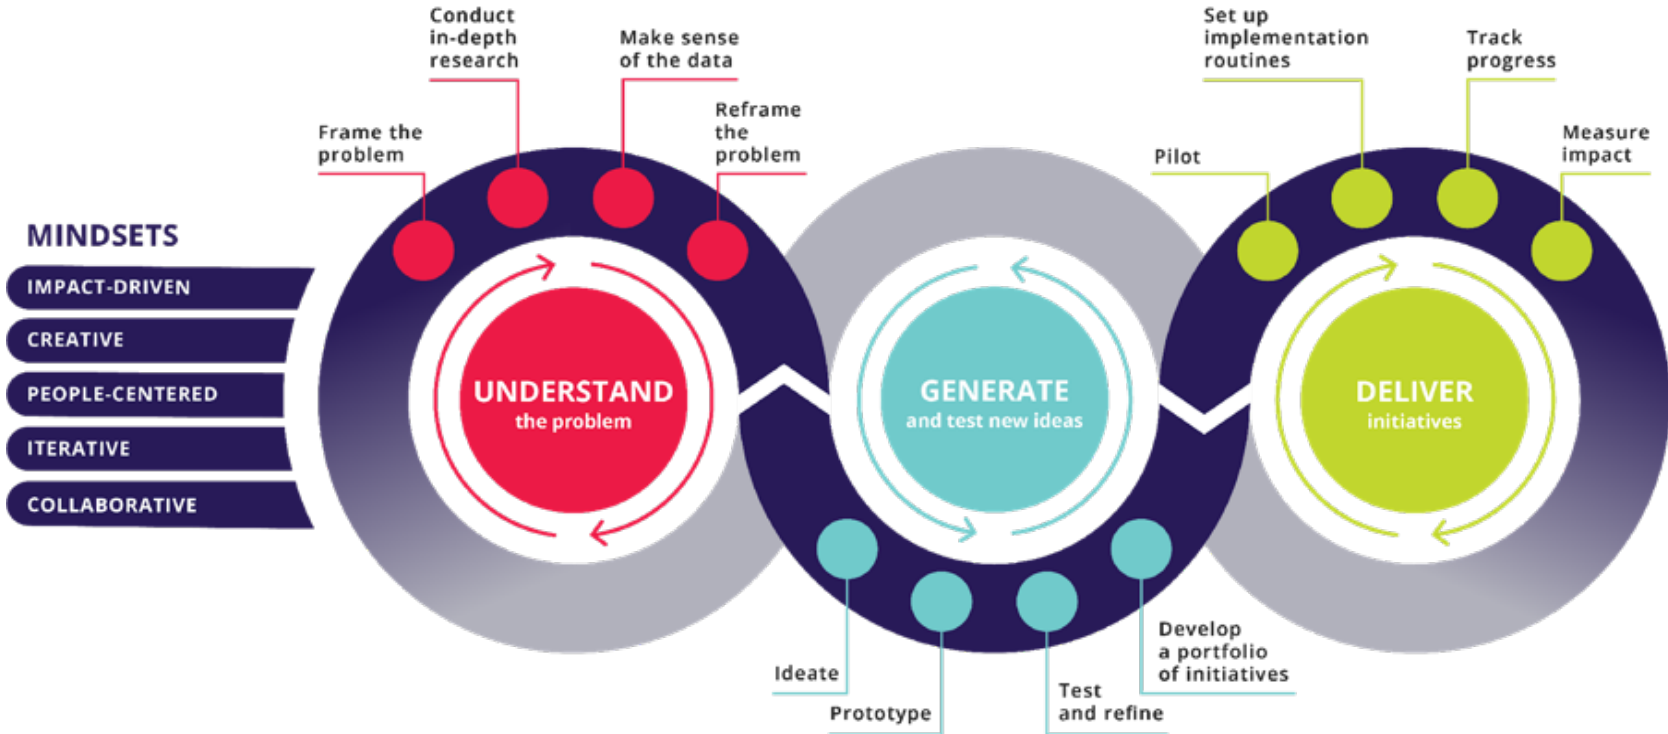 MINDSETS
IMPACT-DRIVEN
CREATIVE
PEOPLE-CENTERED
ITERATIVE
COLLABORATIVE
Frame the
problem
Conduct
in-depth
research
Make sense
of the data
Reframe
the
problem
UNDERSTAND
the problem
GENERATE
and test new ideas
Ideate
Prototype
Test
and refine
Develop
a portfolio
of initiatives
Pilot
Set up
implementation
routines
Track
progress
Measure
impact
DELIVER
initiatives